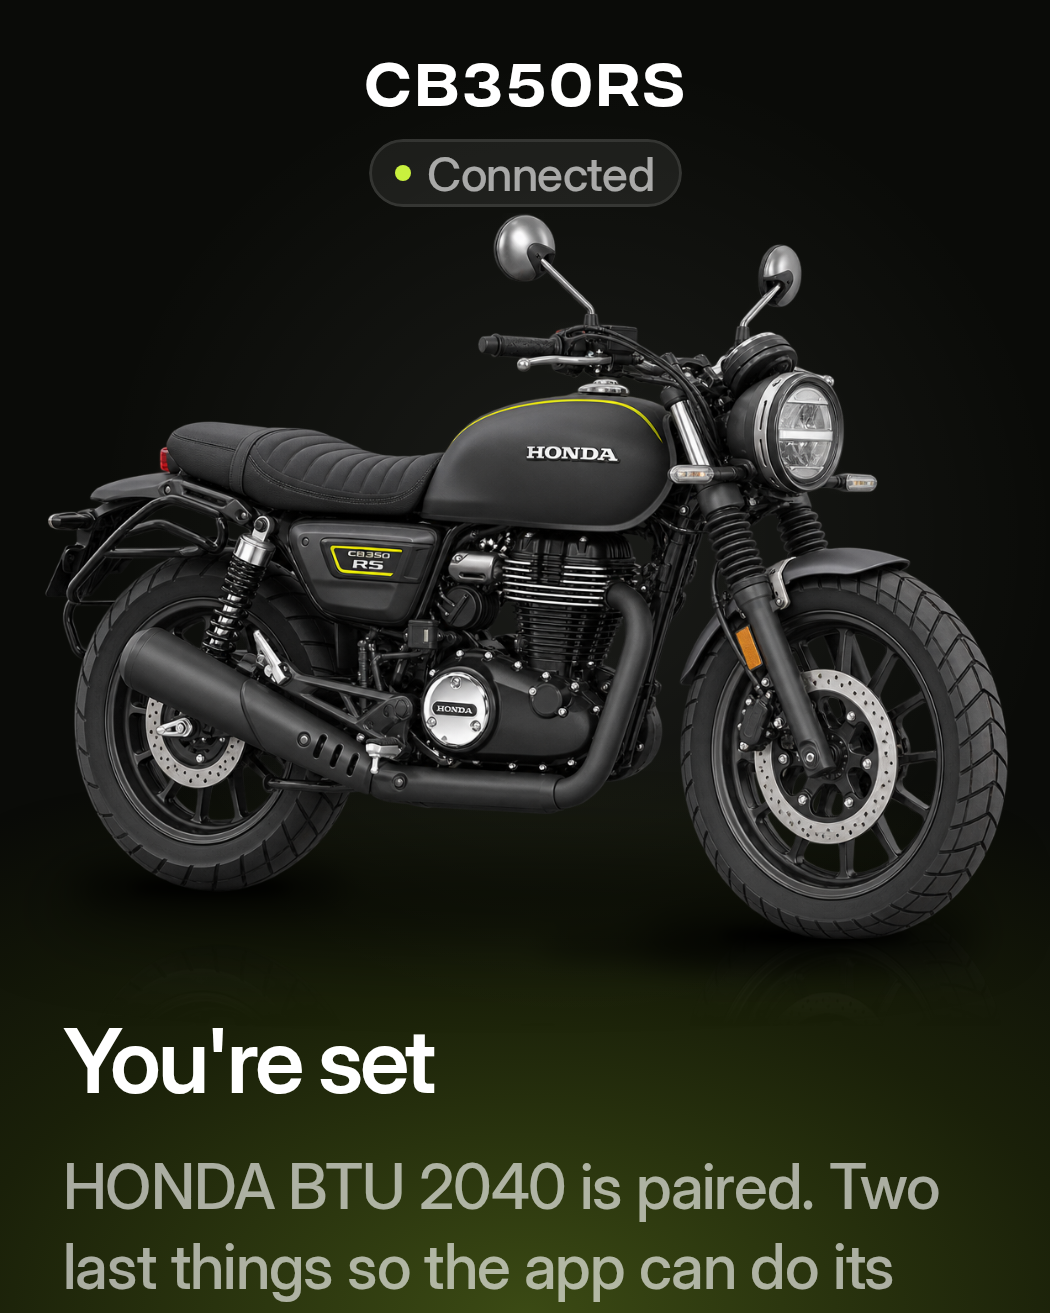 CB350RS
Connected
HONDA
CB350
RS
HONDA
You're set
HONDA BTU 2040 is paired. Two
last things so the app can do its